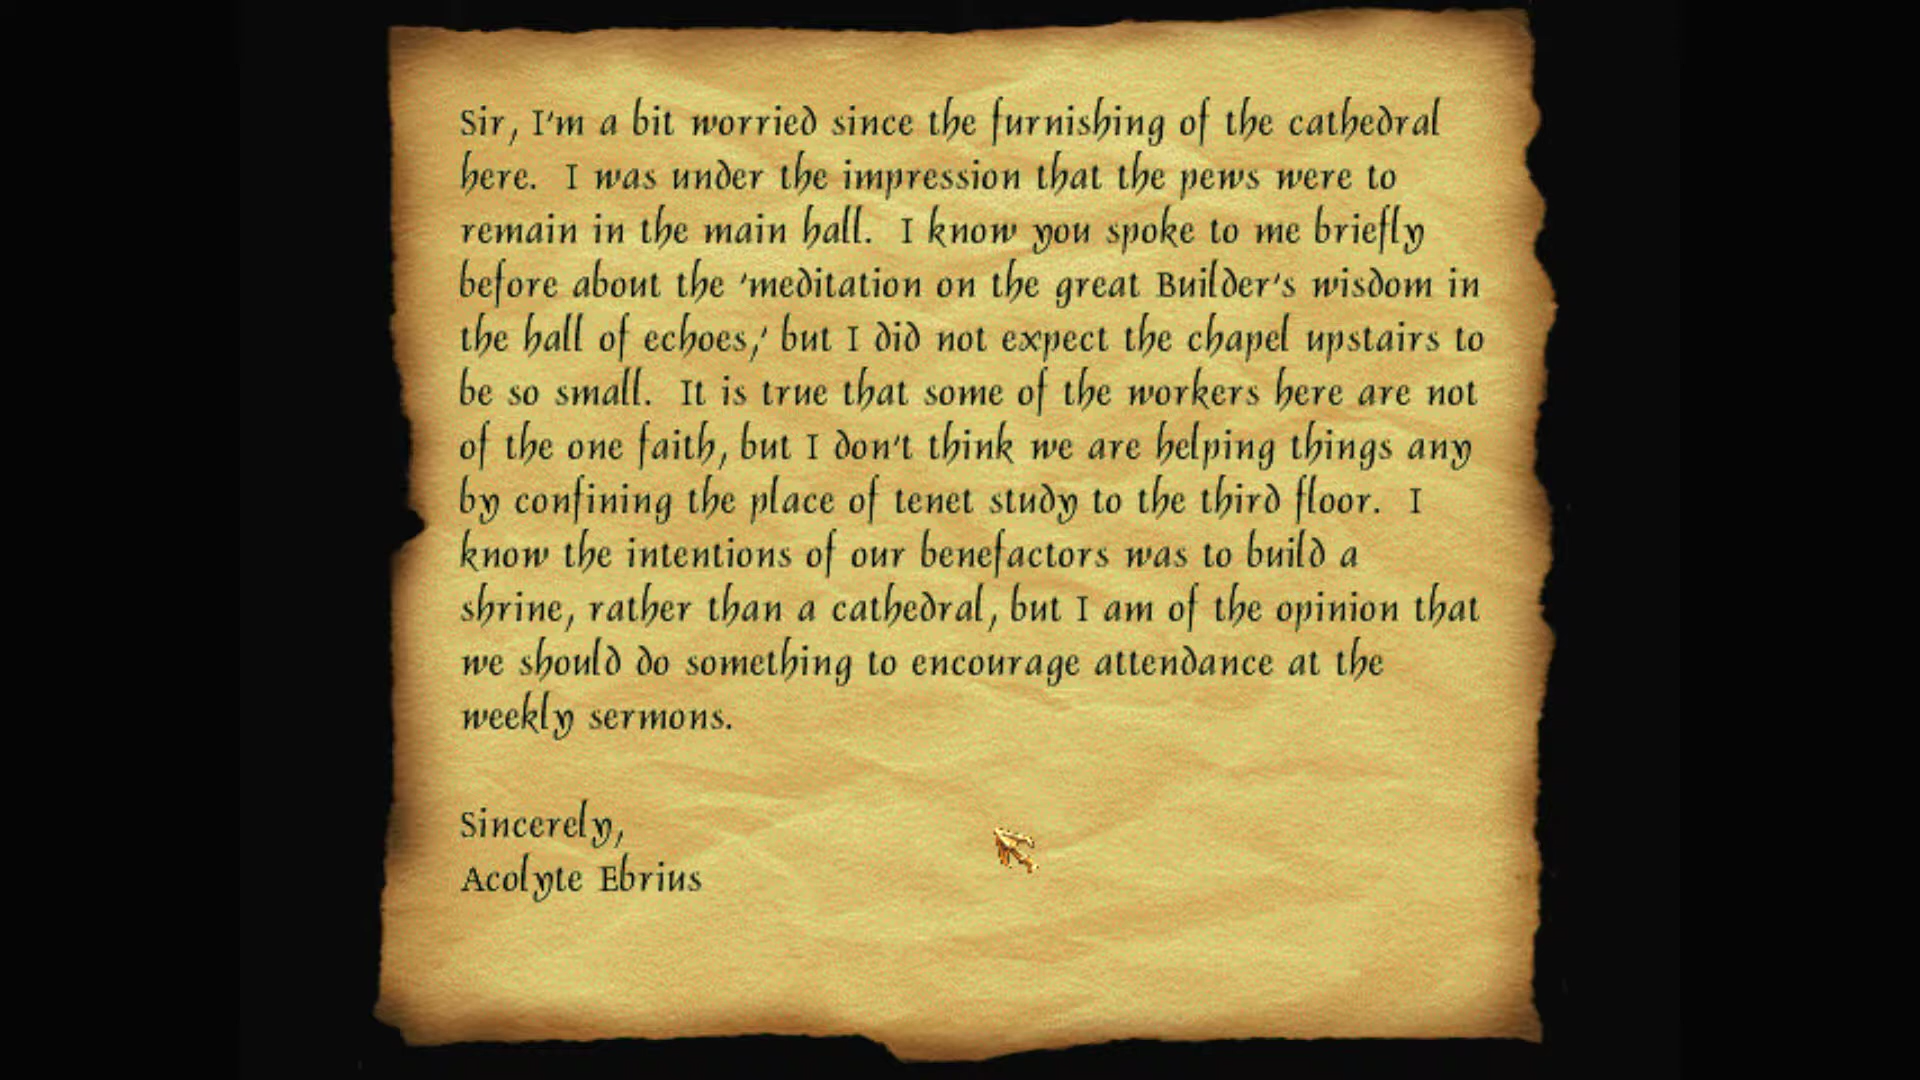 Sir, I'm a bit worried since the furnishing of the cathedral
here.  I was under the impression that the pews were to
remain in the main hall.  I know you spoke to me briefly
before about the 'meditation on the great Builder's wisdom in
the hall of echoes,' but I did not expect the chapel upstairs to
be so small.  It is true that some of the workers here are not
of the one faith, but I don't think we are helping things any
by confining the place of tenet study to the third floor.  I
know the intentions of our benefactors was to build a
shrine, rather than a cathedral, but I am of the opinion that
we should do something to encourage attendance at the
weekly sermons.
Sincerely,
Acolyte Ebrius